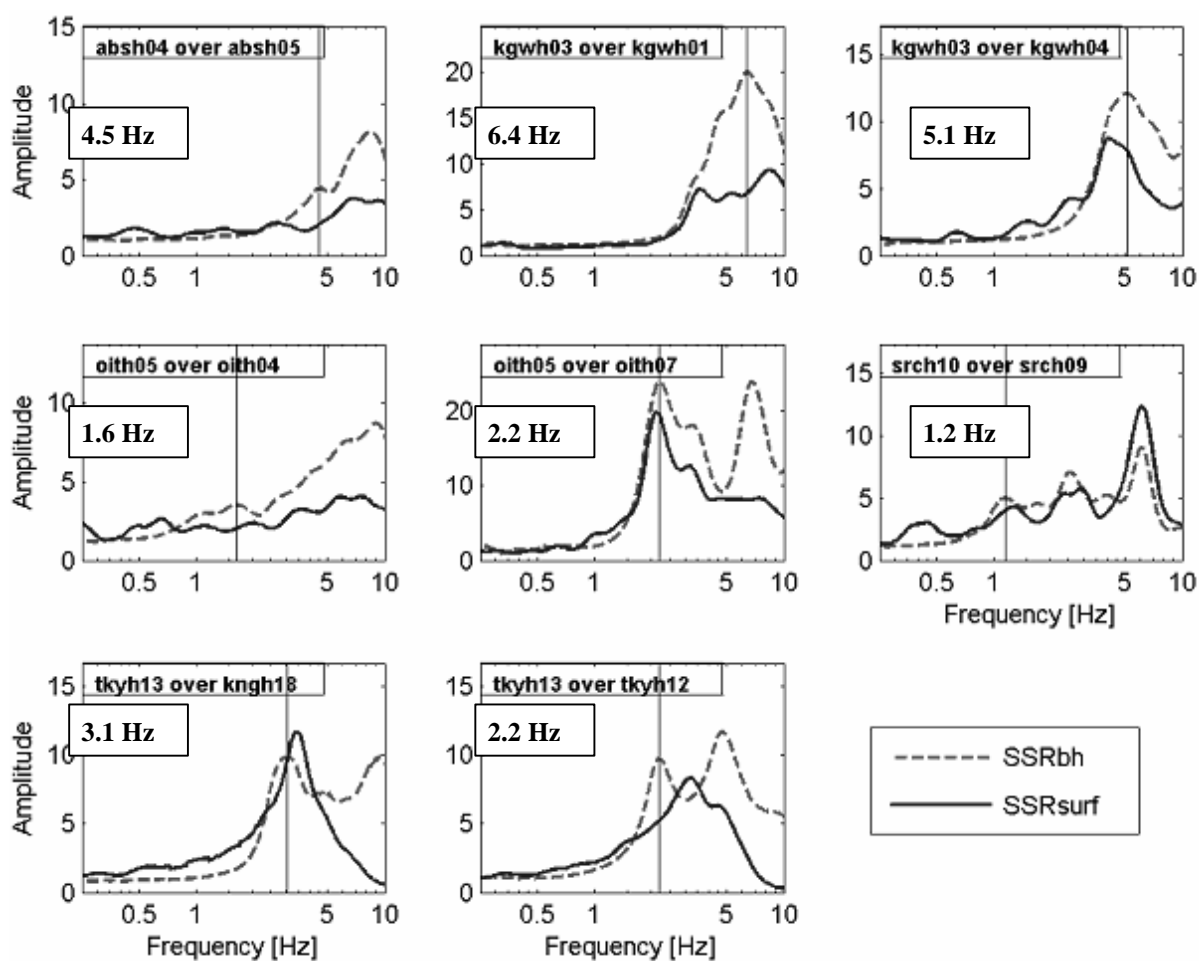 absh04 over absh05
4.5 Hz
Amplitude
15
10
5
0
0.5 1 5 10
kgwh03 over kgwh01
6.4 Hz
20
15
10
5
0
0.5 1 5 10
kgwh03 over kgwh04
5.1 Hz
15
10
5
0
0.5 1 5 10
oith05 over oith04
1.6 Hz
Amplitude
10
5
0
0.5 1 5 10
oith05 over oith07
2.2 Hz
20
10
0
0.5 1 5 10
srch10 over srch09
1.2 Hz
15
10
5
0
0.5 1 5 10
Frequency [Hz]
tkyh13 over kngh18
3.1 Hz
Amplitude
15
10
5
0
0.5 1 5 10
Frequency [Hz]
tkyh13 over tkyh12
2.2 Hz
15
10
5
0
0.5 1 5 10
Frequency [Hz]
SSRbh
SSRsurf